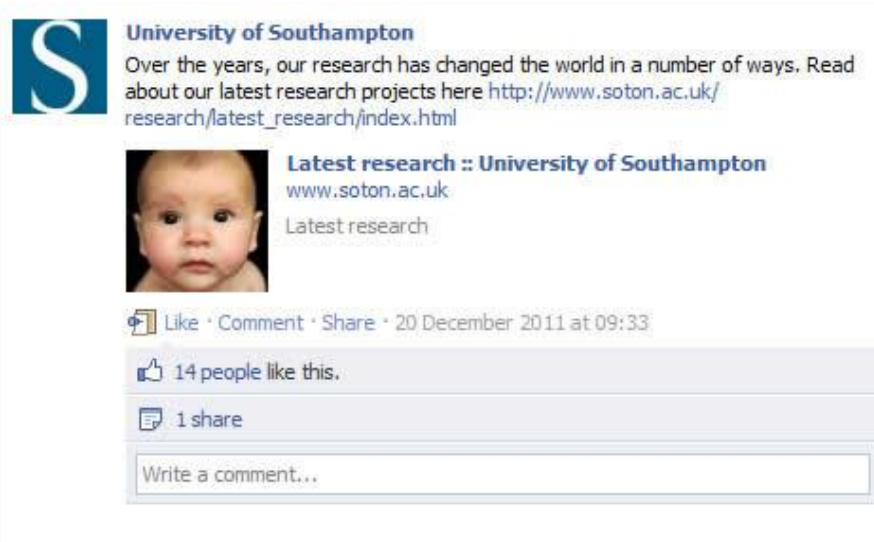 S
University of Southampton
Over the years, our research has changed the world in a number of ways. Read
about our latest research projects here http://www.soton.ac.uk/
research/latest_research/index.html
Latest research :: University of Southampton
www.soton.ac.uk
Latest research
Like · Comment · Share · 20 December 2011 at 09:33
14 people like this.
1 share
Write a comment...